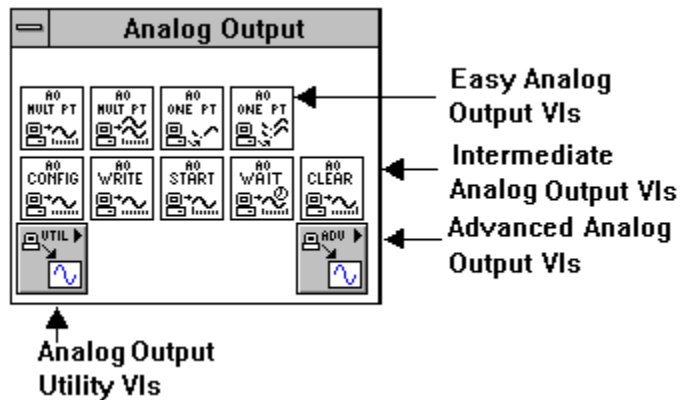 Analog Output
AO MULT PT
AO MULT PT
AO ONE PT
AO ONE PT
Easy Analog
Output VIs
AO CONFIG
AO WRITE
AO START
AO WAIT
AO CLEAR
Intermediate
Analog Output VIs
UTIL
ADV
Advanced Analog
Output VIs
Analog Output
Utility VIs